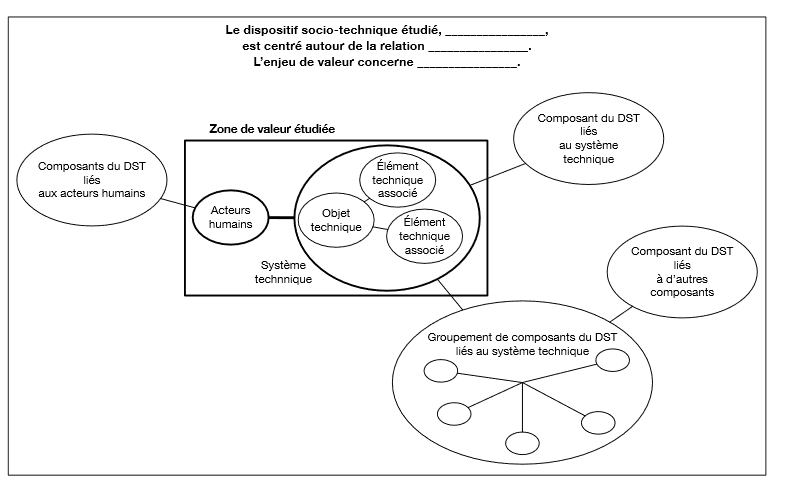 Le dispositif socio-technique étudié, ________________,
est centré autour de la relation ________________.
L'enjeu de valeur concerne ________________.
Zone de valeur étudiée
Composants du DST
liés
aux acteurs humains
Acteurs
humains
Objet
technique
Élément
technique
associé
Élément
technique
associé
Système
technnique
Composant du DST
liés
au système
technique
Composant du DST
liés
à d'autres
composants
Groupement de composants du DST
liés au système technique